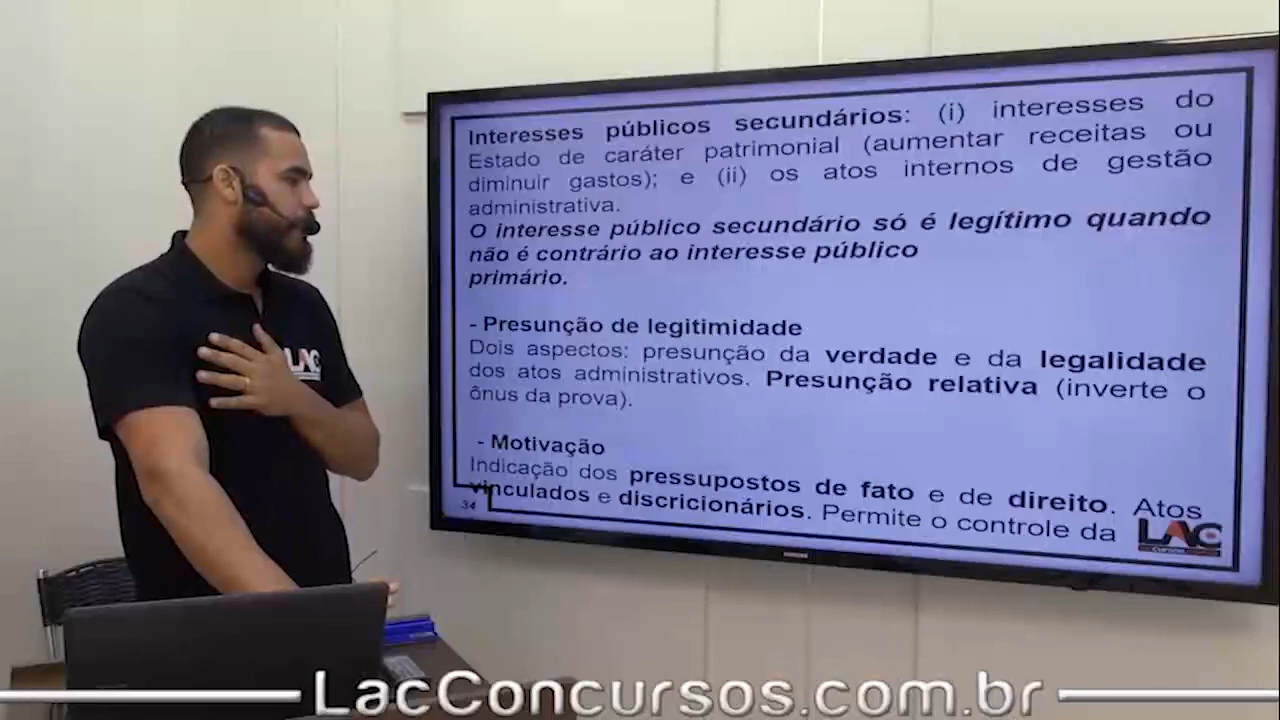 Interesses públicos secundários: (i) interesses do
Estado de caráter patrimonial (aumentar receitas ou
diminuir gastos); e (ii) os atos internos de gestão
administrativa.
O interesse público secundário só é legítimo quando
não é contrário ao interesse público
primário.
- Presunção de legitimidade
Dois aspectos: presunção da verdade e da legalidade
dos atos administrativos. Presunção relativa (inverte o
ônus da prova).
- Motivação
Indicação dos pressupostos de fato e de direito. Atos
vinculados e discricionários. Permite o controle da
34
LAC
Cursos
LAC
LacConcursos.com.br